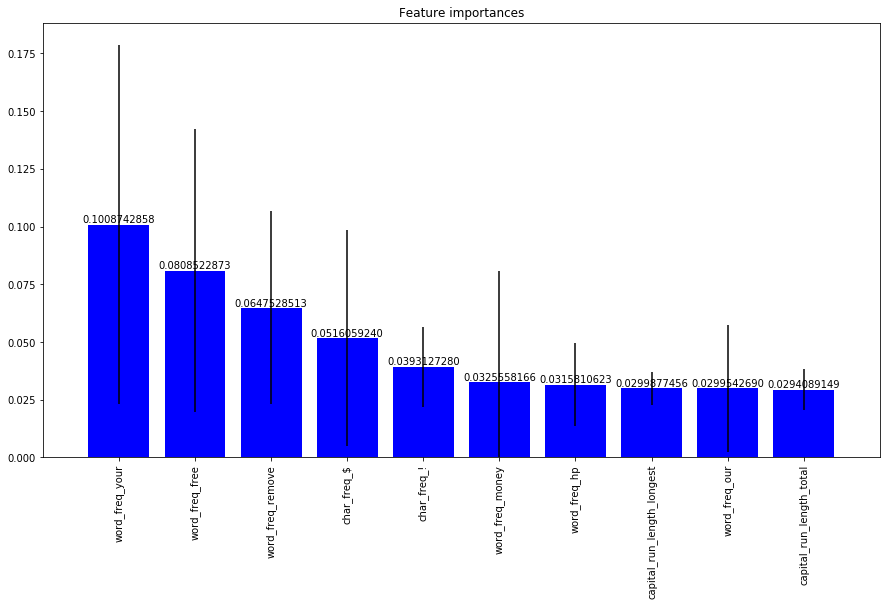 Feature importances
0.175
0.150
0.125
0.100
0.075
0.050
0.025
0.000
0.1008742858
0.0808522873
0.0647528513
0.0516059240
0.0393127280
0.0325558166
0.0315810623
0.0299877456
0.0299542690
0.0294089149
word_freq_your
word_freq_free
word_freq_remove
char_freq_$
char_freq_!
word_freq_money
word_freq_hp
capital_run_length_longest
word_freq_our
capital_run_length_total